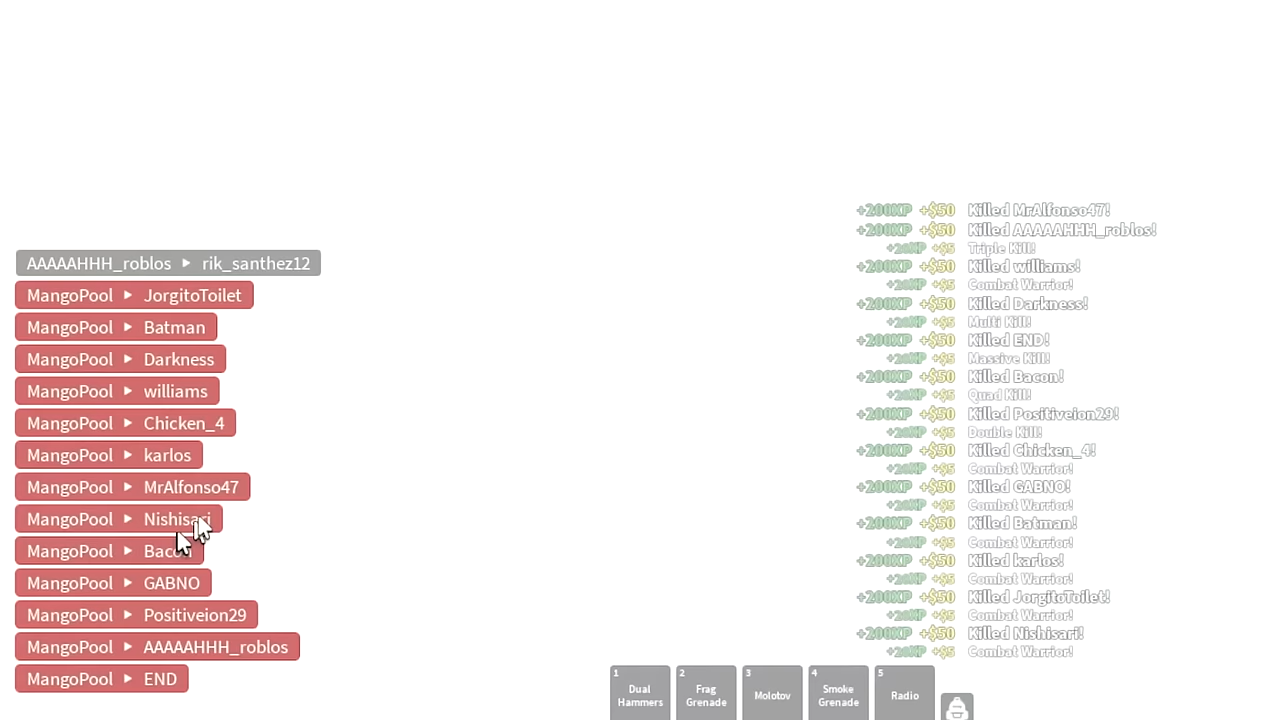 AAAAAHHH_roblos ▸ rik_santhez12
MangoPool ▸ JorgitoToilet
MangoPool ▸ Batman
MangoPool ▸ Darkness
MangoPool ▸ williams
MangoPool ▸ Chicken_4
MangoPool ▸ karlos
MangoPool ▸ MrAlfonso47
MangoPool ▸ Nishisari
MangoPool ▸ Bacon
MangoPool ▸ GABNO
MangoPool ▸ Positiveion29
MangoPool ▸ AAAAAHHH_roblos
MangoPool ▸ END
+200XP +$50 Killed MrAlfonso47!
+200XP +$50 Killed AAAAAHHH_roblos!
+20XP +$5 Triple Kill!
+200XP +$50 Killed williams!
+20XP +$5 Combat Warrior!
+200XP +$50 Killed Darkness!
+20XP +$5 Multi Kill!
+200XP +$50 Killed END!
+20XP +$5 Massive Kill!
+200XP +$50 Killed Bacon!
+20XP +$5 Quad Kill!
+200XP +$50 Killed Positiveion29!
+20XP +$5 Double Kill!
+200XP +$50 Killed Chicken_4!
+20XP +$5 Combat Warrior!
+200XP +$50 Killed GABNO!
+20XP +$5 Combat Warrior!
+200XP +$50 Killed Batman!
+20XP +$5 Combat Warrior!
+200XP +$50 Killed karlos!
+20XP +$5 Combat Warrior!
+200XP +$50 Killed JorgitoToilet!
+20XP +$5 Combat Warrior!
+200XP +$50 Killed Nishisari!
+20XP +$5 Combat Warrior!
1
Dual
Hammers
2
Frag
Grenade
3
Molotov
4
Smoke
Grenade
5
Radio